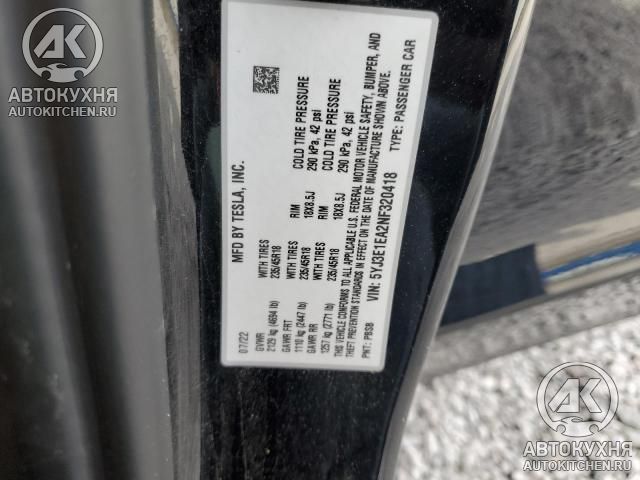 AK
АВТОКУХНЯ
AUTOKITCHEN.RU
MFD BY TESLA, INC.
07/22
GVWR
2129 kg (4694 lb)
GAWR FRT
1110 kg (2447 lb)
GAWR RR
1257 kg (2771 lb)
WITH TIRES
235/45R18
WITH TIRES
235/45R18
RIM
18X8.5J
RIM
18X8.5J
COLD TIRE PRESSURE
290 kPa, 42 psi
COLD TIRE PRESSURE
290 kPa, 42 psi
THIS VEHICLE CONFORMS TO ALL APPLICABLE U.S. FEDERAL MOTOR VEHICLE SAFETY, BUMPER, AND
THEFT PREVENTION STANDARDS IN EFFECT ON THE DATE OF MANUFACTURE SHOWN ABOVE.
VIN: 5YJ3E1EA2NF320418
PNT: PBSB TYPE: PASSENGER CAR
AK
АВТОКУХНЯ
AUTOKITCHEN.RU